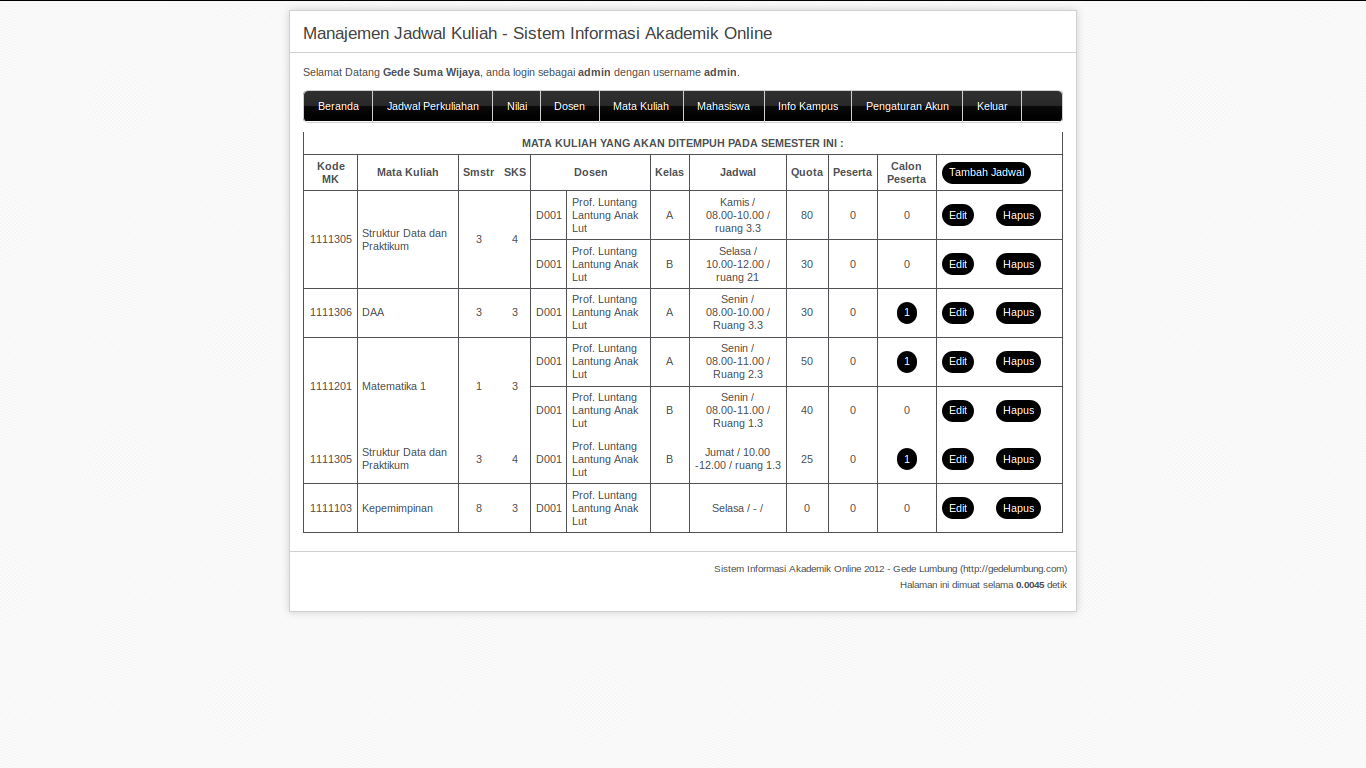 Manajemen Jadwal Kuliah - Sistem Informasi Akademik Online
Selamat Datang Gede Suma Wijaya, anda login sebagai admin dengan username admin.
Beranda Jadwal Perkuliahan Nilai Dosen Mata Kuliah Mahasiswa Info Kampus Pengaturan Akun Keluar
MATA KULIAH YANG AKAN DITEMPUH PADA SEMESTER INI :
Kode MK Mata Kuliah Smstr SKS Dosen Kelas Jadwal Quota Peserta Calon Peserta Tambah Jadwal
1111305 Struktur Data dan Praktikum 3 4 D001 Prof. Luntang Lantung Anak Lut A Kamis / 08.00-10.00 / ruang 3.3 80 0 0 Edit Hapus
D001 Prof. Luntang Lantung Anak Lut B Selasa / 10.00-12.00 / ruang 21 30 0 0 Edit Hapus
1111306 DAA 3 3 D001 Prof. Luntang Lantung Anak Lut A Senin / 08.00-10.00 / Ruang 3.3 30 0 1 Edit Hapus
1111201 Matematika 1 1 3 D001 Prof. Luntang Lantung Anak Lut A Senin / 08.00-11.00 / Ruang 2.3 50 0 1 Edit Hapus
D001 Prof. Luntang Lantung Anak Lut B Senin / 08.00-11.00 / Ruang 1.3 40 0 0 Edit Hapus
1111305 Struktur Data dan Praktikum 3 4 D001 Prof. Luntang Lantung Anak Lut B Jumat / 10.00 -12.00 / ruang 1.3 25 0 1 Edit Hapus
1111103 Kepemimpinan 8 3 D001 Prof. Luntang Lantung Anak Lut Selasa / - / 0 0 0 Edit Hapus
Sistem Informasi Akademik Online 2012 - Gede Lumbung (http://gedelumbung.com)
Halaman ini dimuat selama 0.0045 detik